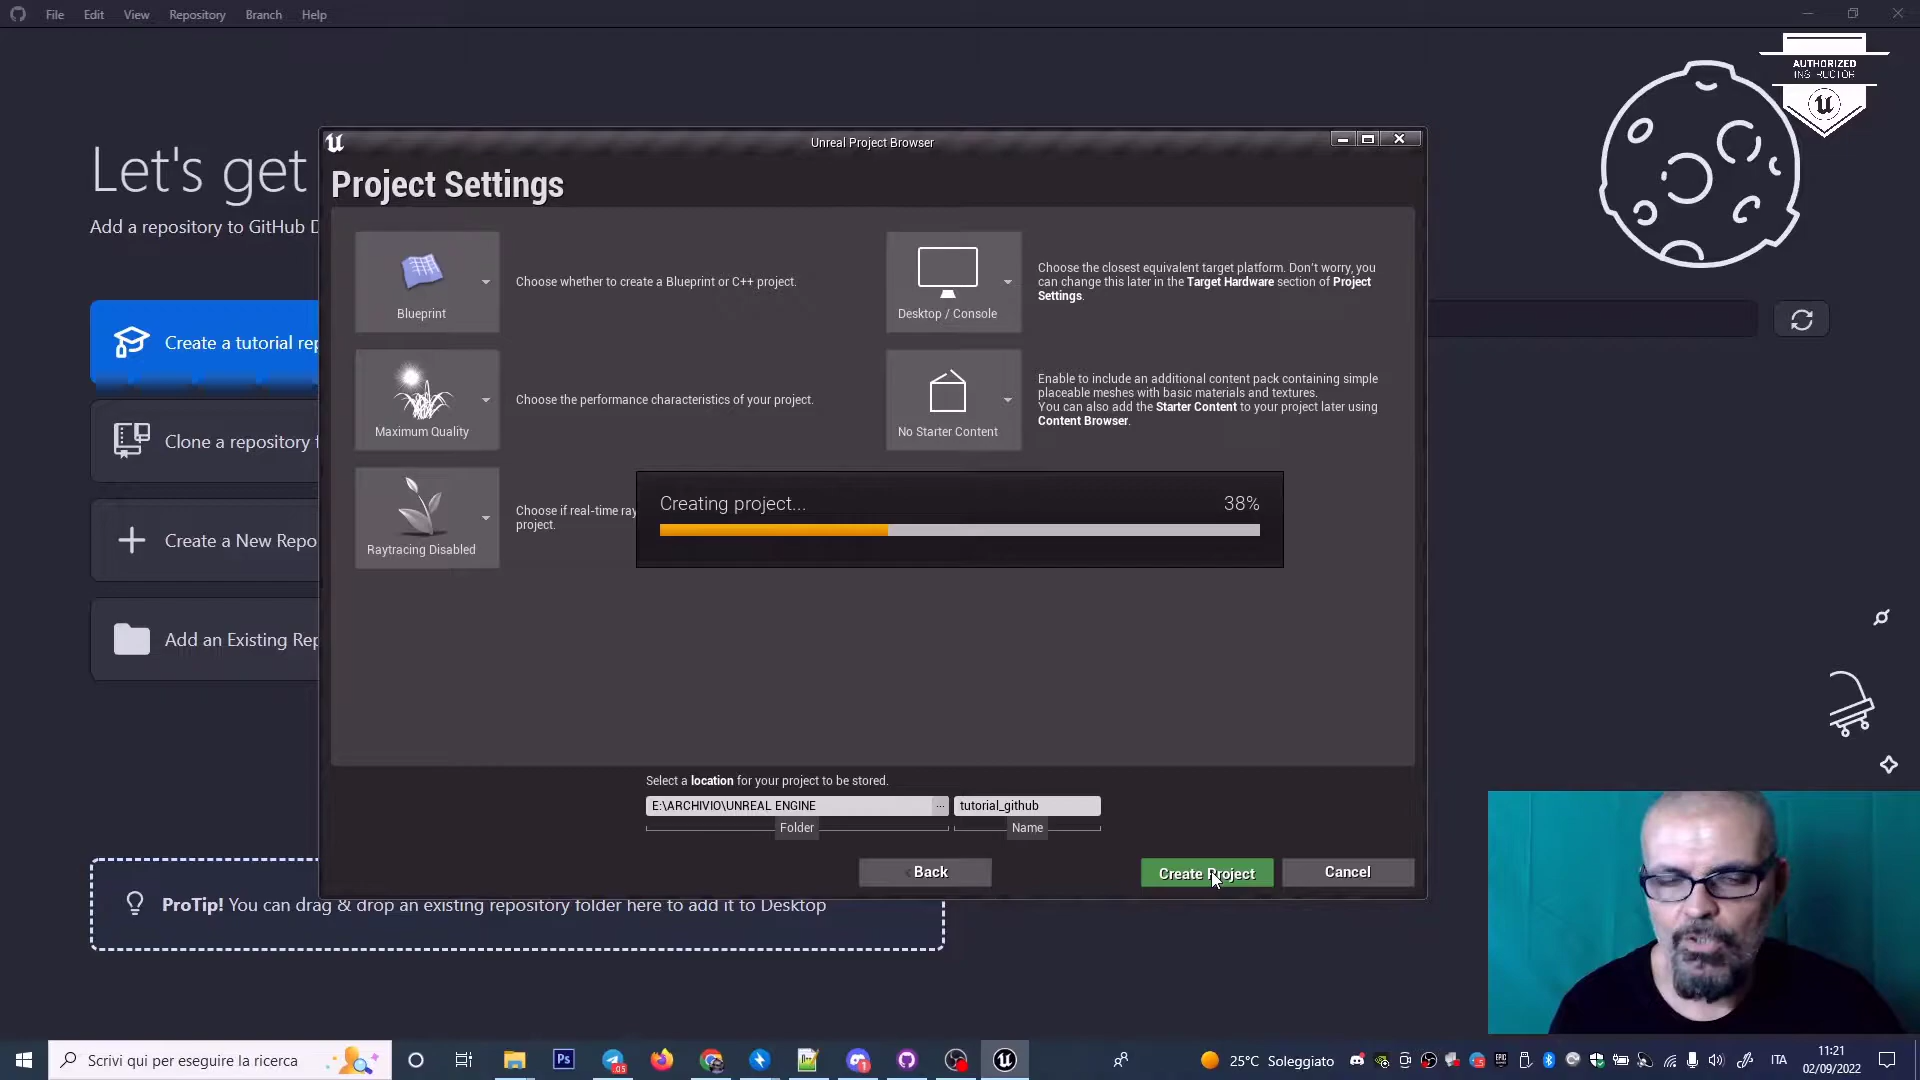 File Edit View Repository Branch Help
AUTHORIZED
INSTRUCTOR
Let's get
Add a repository to GitHub D
Create a tutorial rep
Clone a repository f
Create a New Repo
Add an Existing Rep
ProTip! You can drag & drop an existing repository folder here to add it to Desktop
Unreal Project Browser
Project Settings
Blueprint
Choose whether to create a Blueprint or C++ project.
Desktop / Console
Choose the closest equivalent target platform. Don't worry, you
can change this later in the Target Hardware section of Project
Settings.
Maximum Quality
Choose the performance characteristics of your project.
No Starter Content
Enable to include an additional content pack containing simple
placeable meshes with basic materials and textures.
You can also add the Starter Content to your project later using
Content Browser.
Raytracing Disabled
Choose if real-time ray
project.
Creating project...
38%
Select a location for your project to be stored.
E:\ARCHIVIO\UNREAL ENGINE
...
tutorial_github
Folder
Name
Back
Create Project
Cancel
Scrivi qui per eseguire la ricerca
Ps
25°C Soleggiato
ITA
11:21
02/09/2022